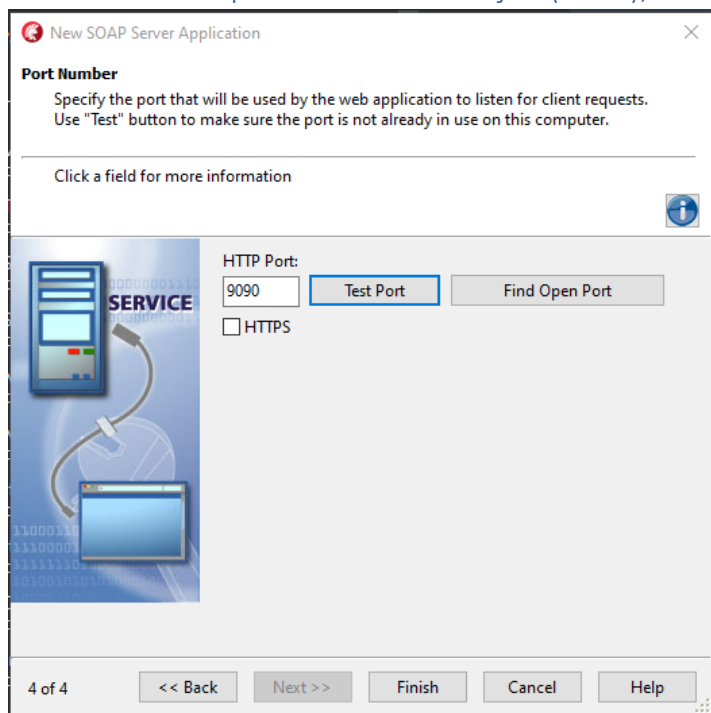 New SOAP Server Application
Port Number
Specify the port that will be used by the web application to listen for client requests.
Use "Test" button to make sure the port is not already in use on this computer.
Click a field for more information
SERVICE
HTTP Port:
9090
Test Port
Find Open Port
HTTPS
4 of 4
<< Back
Next >>
Finish
Cancel
Help